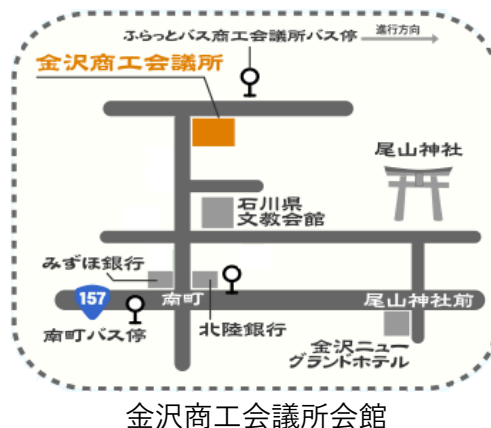 ふらっとバス商工会議所バス停
進行方向
金沢商工会議所
尾山神社
石川県
文教会館
みずほ銀行
157
南町
尾山神社前
南町バス停
北陸銀行
金沢ニュー
グランドホテル
金沢商工会議所会館